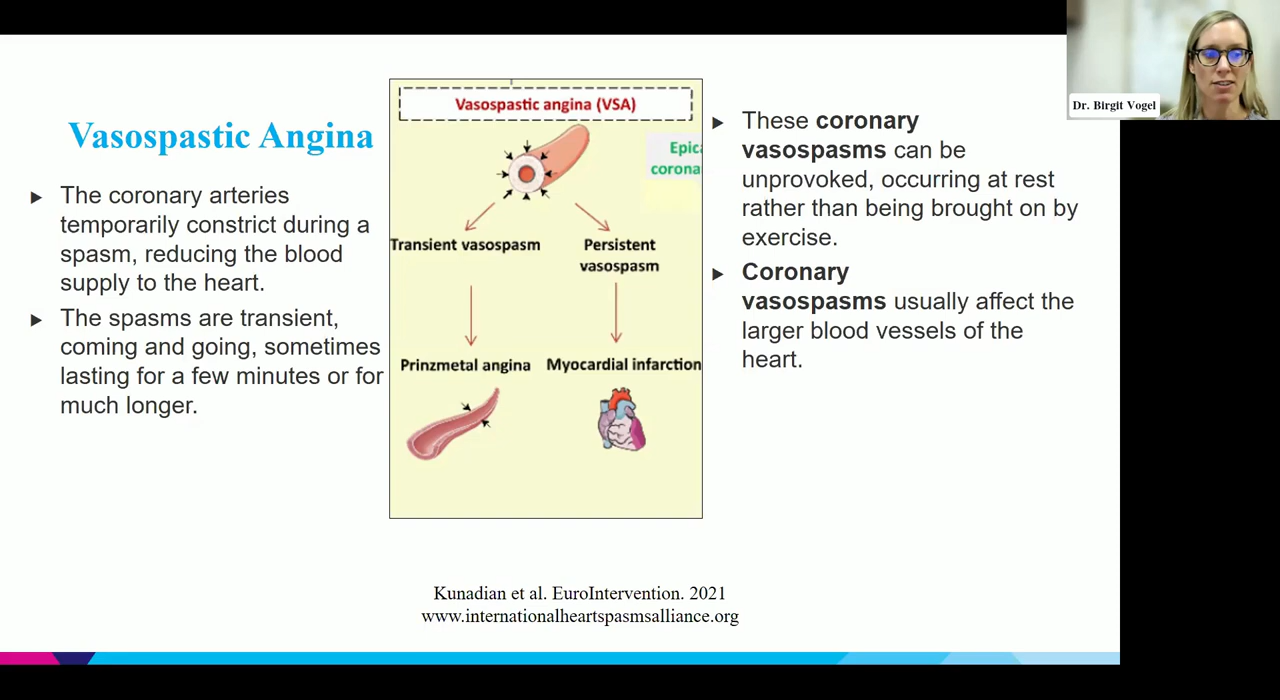 Dr. Birgit Vogel
Vasospastic Angina
► The coronary arteries
temporarily constrict during a
spasm, reducing the blood
supply to the heart.
► The spasms are transient,
coming and going, sometimes
lasting for a few minutes or for
much longer.
Vasospastic angina (VSA)
Epic
corona
Transient vasospasm
Persistent
vasospasm
Prinzmetal angina
Myocardial infarction
► These coronary
vasospasms can be
unprovoked, occurring at rest
rather than being brought on by
exercise.
► Coronary
vasospasms usually affect the
larger blood vessels of the
heart.
Kunadian et al. EuroIntervention. 2021
www.internationalheartspasmsalliance.org